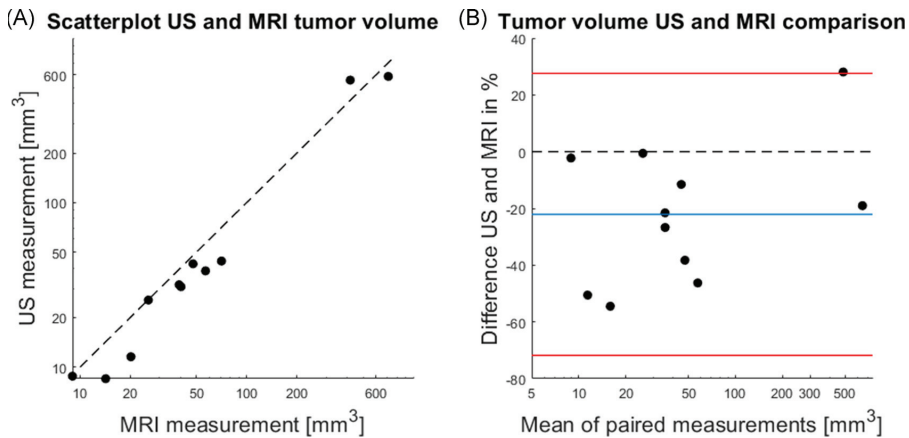 (A) Scatterplot US and MRI tumor volume
600
200
100
50
20
10
US measurement [mm3]
10 20 50 100 200 600
MRI measurement [mm3]
(B) Tumor volume US and MRI comparison
40
20
0
-20
-40
-60
-80
Difference US and MRI in %
5 10 20 50 100 200 300 500
Mean of paired measurements [mm3]